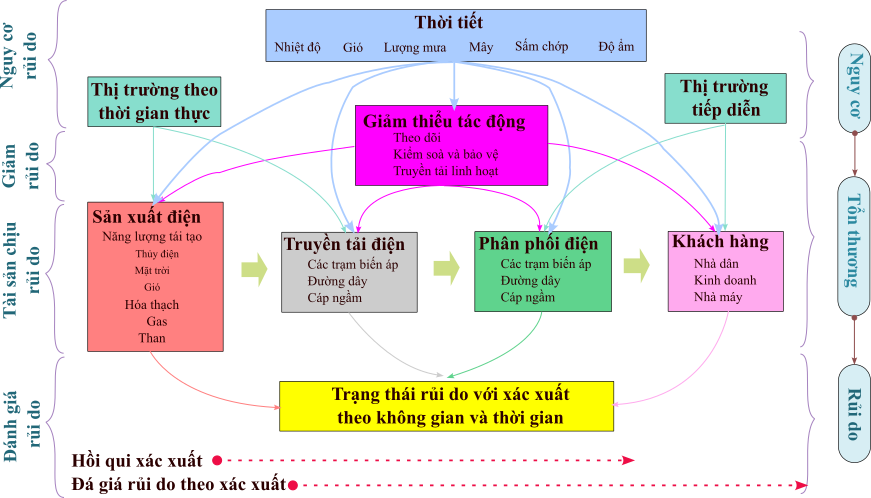 Thời tiết
Nhiệt độ Gió Lượng mưa Mây Sấm chớp Độ ẩm
Nguy cơ
rủi do
Thị trường theo
thời gian thực
Thị trường
tiếp diễn
Nguy cơ
Giảm thiểu tác động
Theo dõi
Kiểm soả và bảo vệ
Truyền tải linh hoạt
Giảm
rủi do
Tài sản chịu
rủi do
Sản xuất điện
Năng lượng tái tạo
Thủy điện
Mặt trời
Gió
Hóa thạch
Gas
Than
Truyền tải điện
Các trạm biến áp
Đường dây
Cáp ngầm
Phân phối điện
Các trạm biến áp
Đường dây
Cáp ngầm
Khách hàng
Nhà dân
Kinh doanh
Nhà máy
Tổn thương
Đánh giá
rủi do
Trạng thái rủi do với xác xuất
theo không gian và thời gian
Rủi do
Hồi qui xác xuất
Đá giá rủi do theo xác xuất